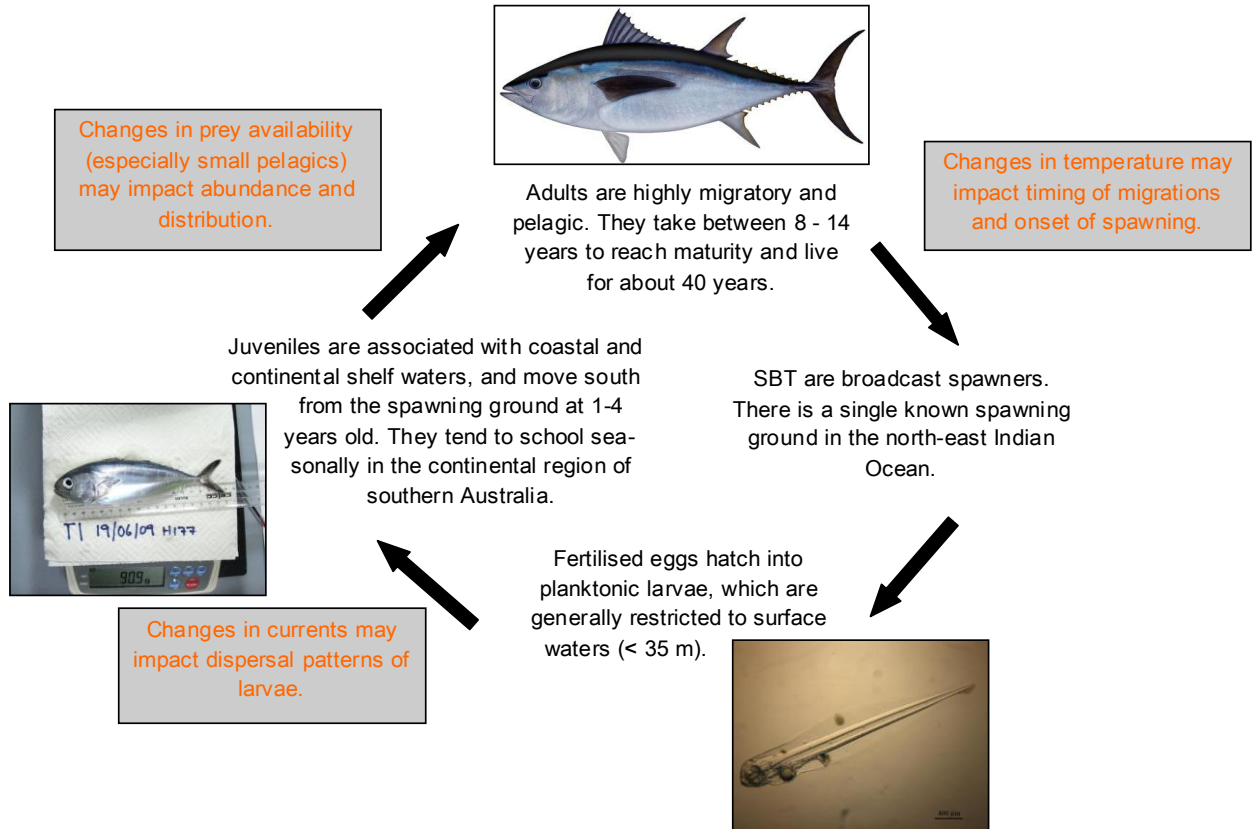 Changes in prey availability
(especially small pelagics)
may impact abundance and
distribution.
Adults are highly migratory and
pelagic. They take between 8 - 14
years to reach maturity and live
for about 40 years.
Changes in temperature may
impact timing of migrations
and onset of spawning.
SBT are broadcast spawners.
There is a single known spawning
ground in the north-east Indian
Ocean.
Fertilised eggs hatch into
planktonic larvae, which are
generally restricted to surface
waters (< 35 m).
Changes in currents may
impact dispersal patterns of
larvae.
Juveniles are associated with coastal and
continental shelf waters, and move south
from the spawning ground at 1-4
years old. They tend to school sea-
sonally in the continental region of
southern Australia.
T1 19/06/09 H177